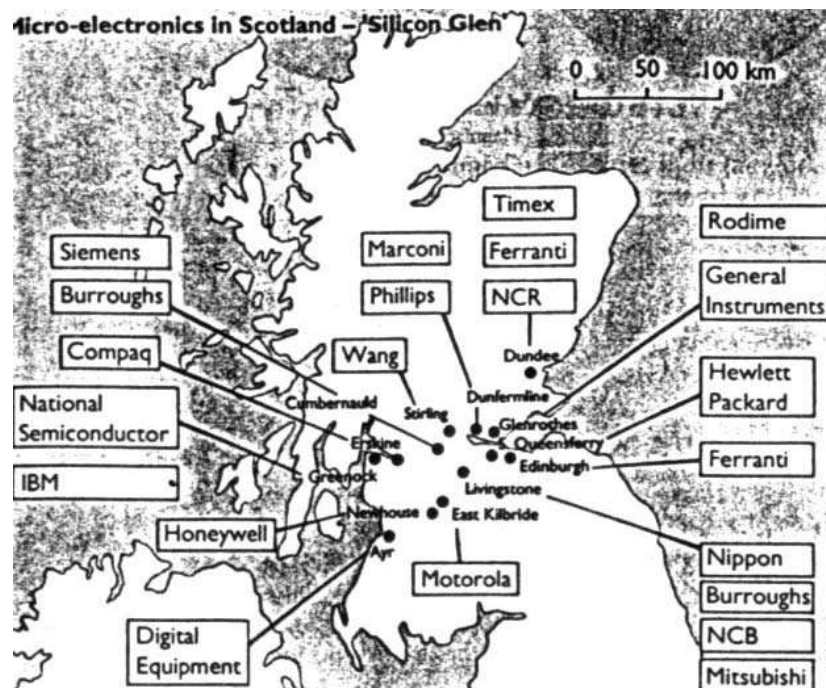 Micro-electronics in Scotland – 'Silicon Glen'
0 50 100 km
Timex
Rodime
Siemens
Marconi
Ferranti
General
Instruments
Burroughs
Phillips
NCR
Compaq
Wang
Dundee
Hewlett
Packard
National
Semiconductor
Cumbernauld
Stirling
Dunfermline
Glenroches
Erskine
S. Queensferry
Edinburgh
Ferranti
IBM
Greenock
Livingstone
Honeywell
Newhouse
East Kilbride
Ayr
Motorola
Nippon
Burroughs
NCB
Mitsubishi
Digital
Equipment